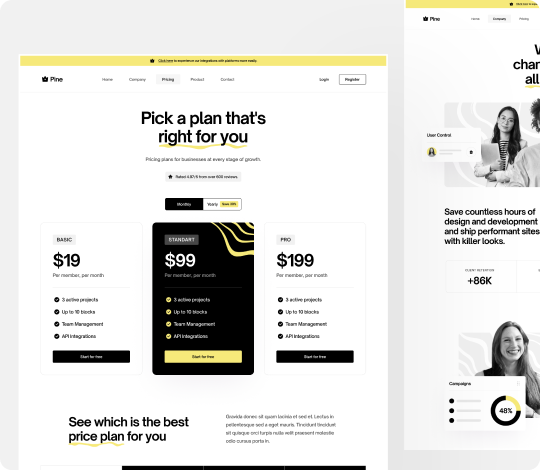 Click here to experience our integrations with platforms more easily.
Pine
Home Company Pricing Product Contact
Login Register
Pick a plan that's
right for you
Pricing plans for businesses at every stage of growth.
Rated 4.87/5 from over 600 reviews
Monthly Yearly Save 20%
BASIC
$19
Per member, per month
3 active projects
Up to 10 blocks
Team Management
API Integrations
Start for free
STANDART
$99
Per member, per month
3 active projects
Up to 10 blocks
Team Management
API Integrations
Start for free
PRO
$199
Per member, per month
3 active projects
Up to 10 blocks
Team Management
API Integrations
Start for free
See which is the best
price plan for you
Gravida donec sit quam lacinia et sed et. Lectus in
pellentesque sed a eget mauris. Tincidunt tincidunt
sit quisque orci turpis nulla velit praesent molestie
odio cursus porta in.
Pine
Home Company Pricing
all
User Control
Save countless hours of
design and development
and ship performant sites
with killer looks.
CLIENT RETENTION
+86K
Campaigns
48%